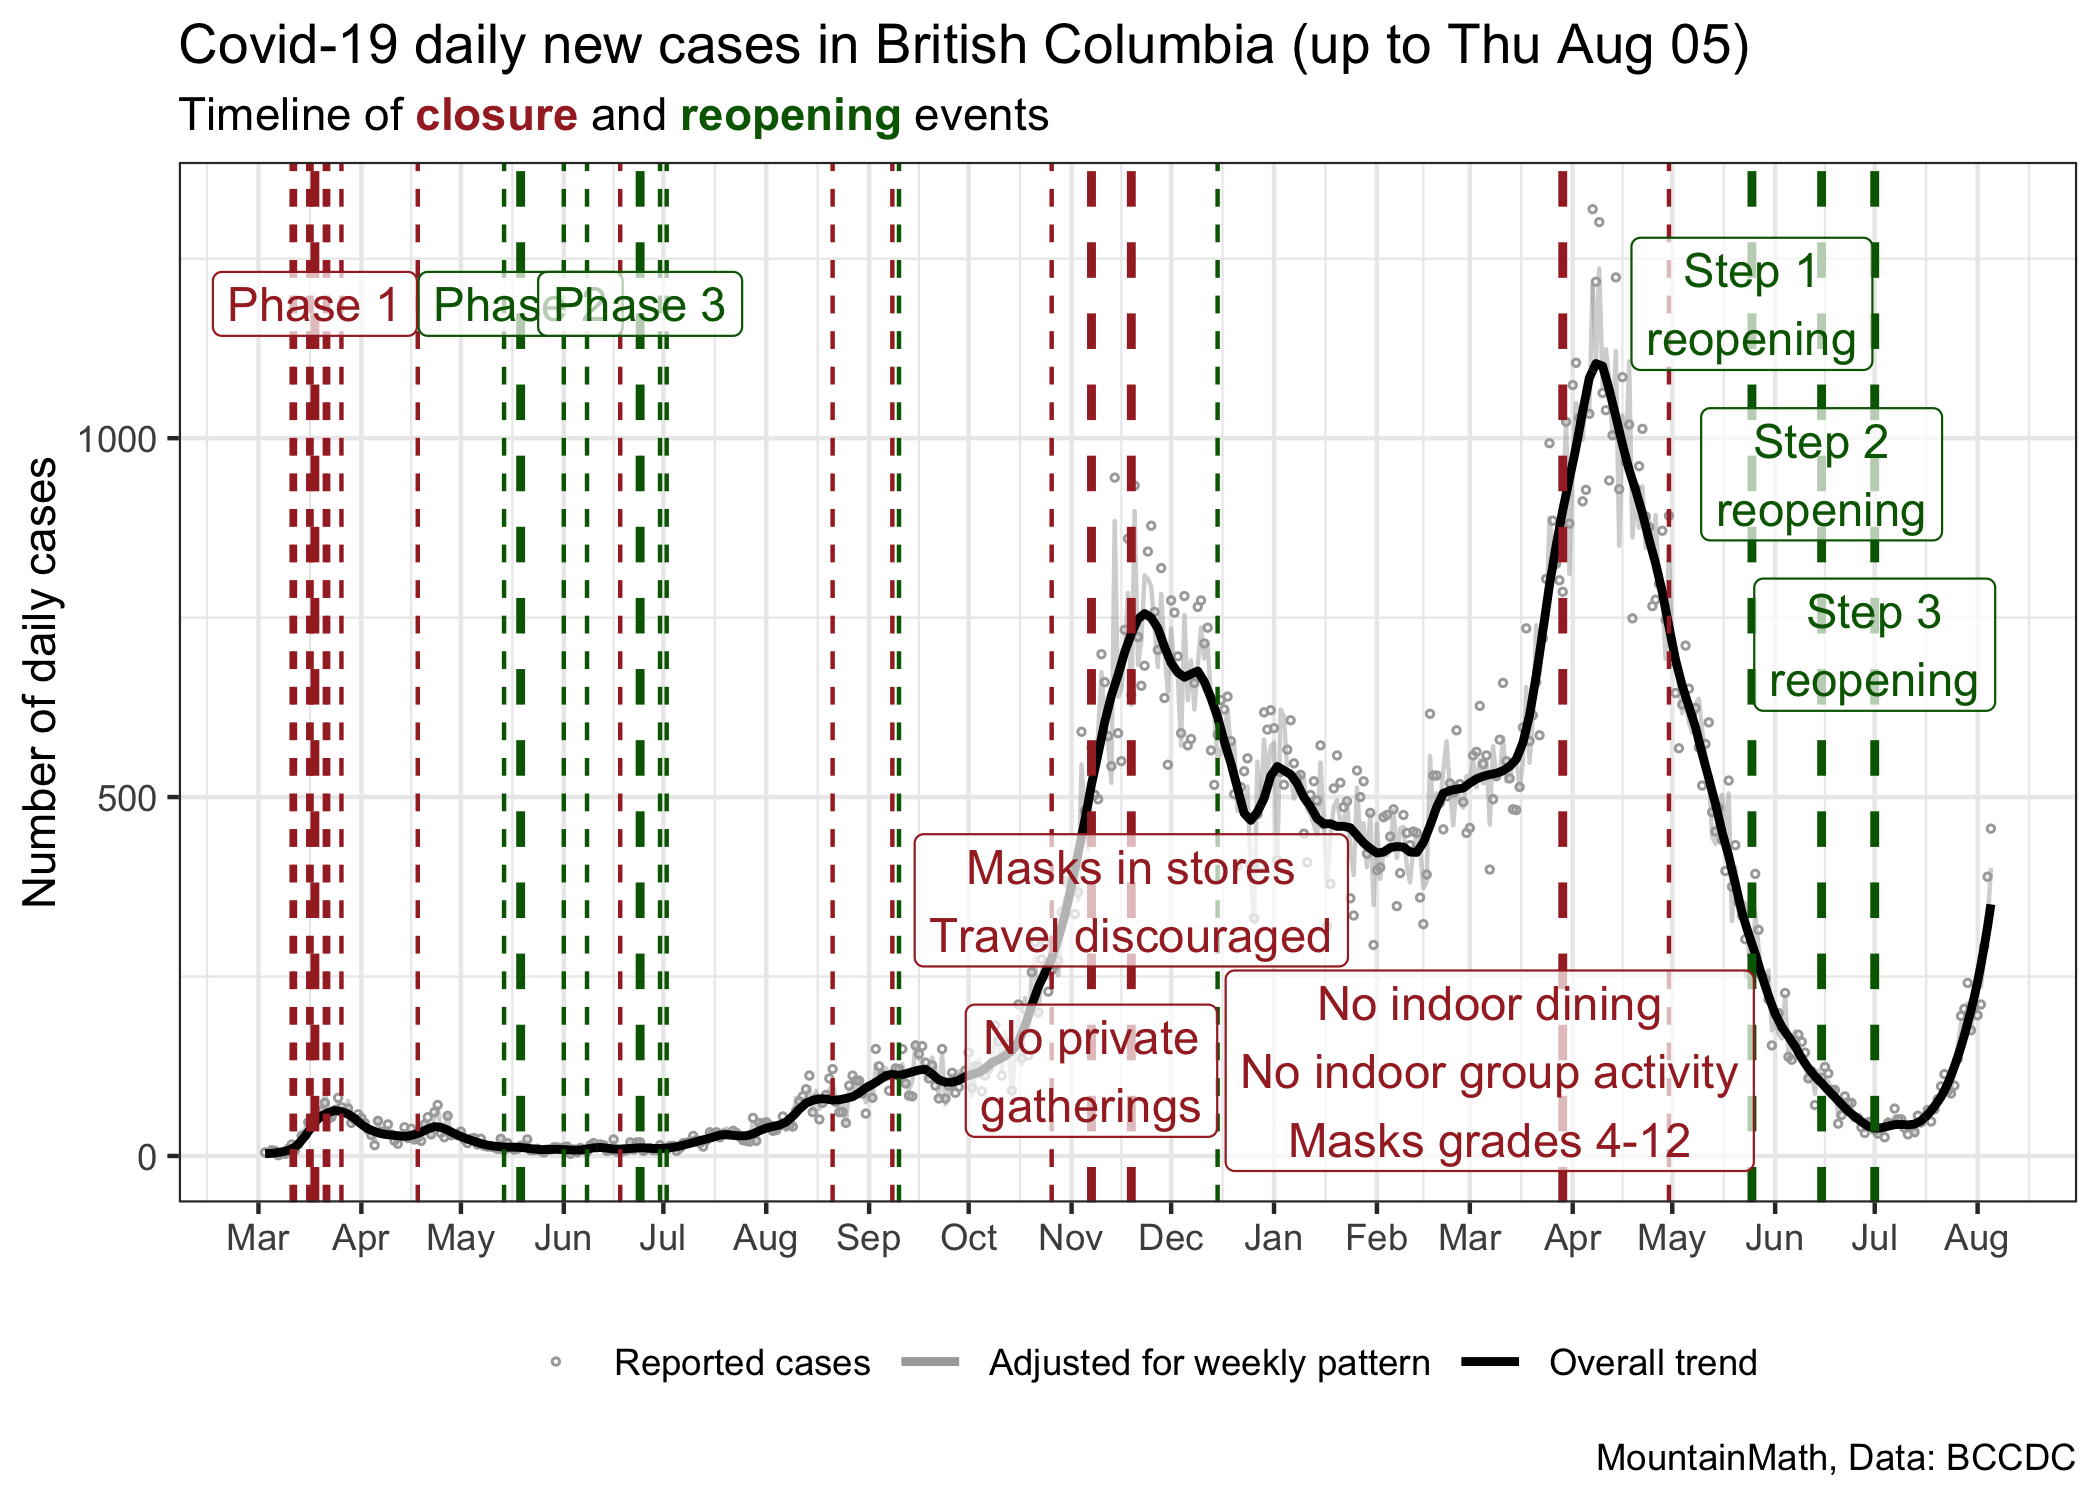 Covid-19 daily new cases in British Columbia (up to Thu Aug 05)
Timeline of closure and reopening events
Number of daily cases
1000
500
0
Phase 1
Phase 2
Phase 3
Step 1
reopening
Step 2
reopening
Step 3
reopening
Masks in stores
Travel discouraged
No private
gatherings
No indoor dining
No indoor group activity
Masks grades 4-12
Mar Apr May Jun Jul Aug Sep Oct Nov Dec Jan Feb Mar Apr May Jun Jul Aug
Reported cases Adjusted for weekly pattern Overall trend
MountainMath, Data: BCCDC